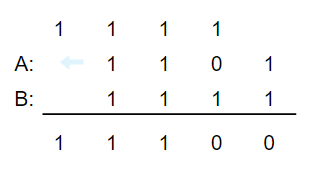 1 1 1 1
A: 1 1 0 1
B: 1 1 1 1
1 1 1 0 0